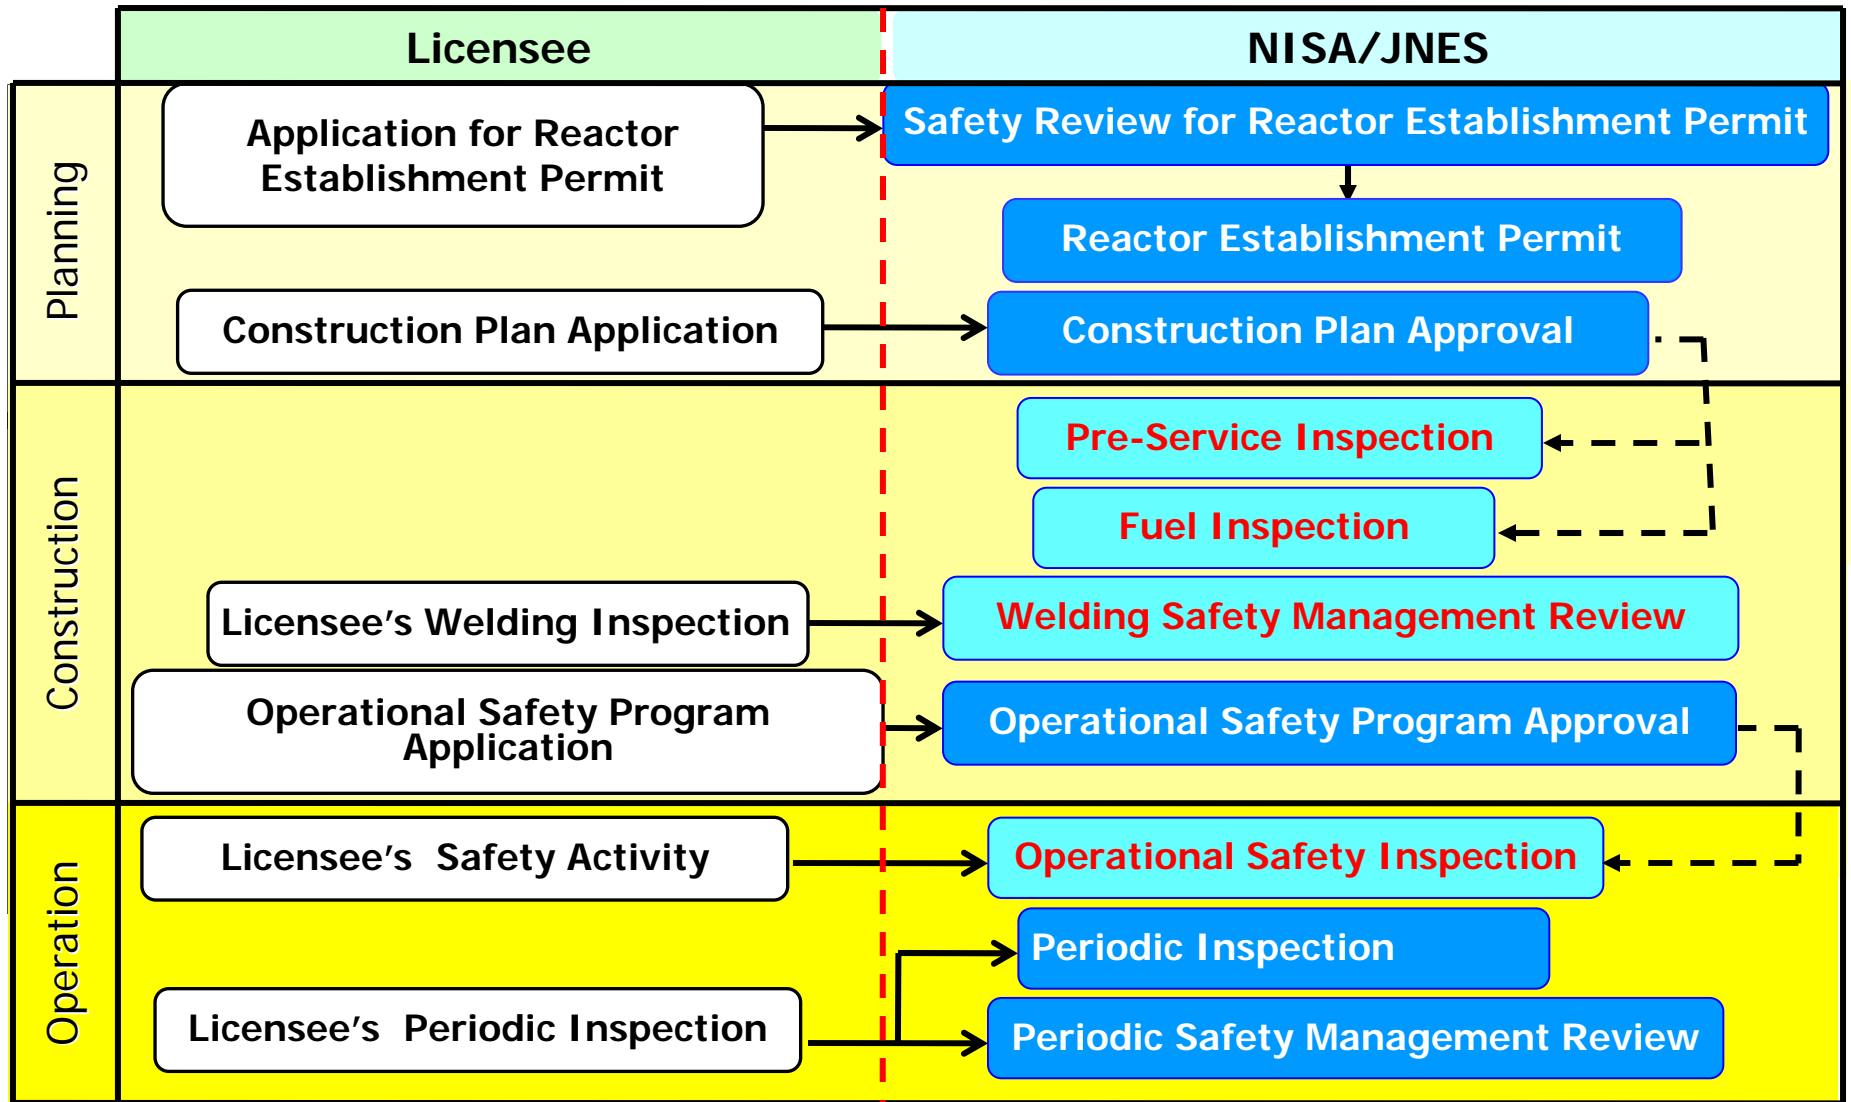 Licensee
NISA/JNES
Planning
Application for Reactor
Establishment Permit
Safety Review for Reactor Establishment Permit
Reactor Establishment Permit
Construction Plan Application
Construction Plan Approval
Construction
Pre-Service Inspection
Fuel Inspection
Licensee's Welding Inspection
Welding Safety Management Review
Operational Safety Program
Application
Operational Safety Program Approval
Operation
Licensee's Safety Activity
Operational Safety Inspection
Periodic Inspection
Licensee's Periodic Inspection
Periodic Safety Management Review